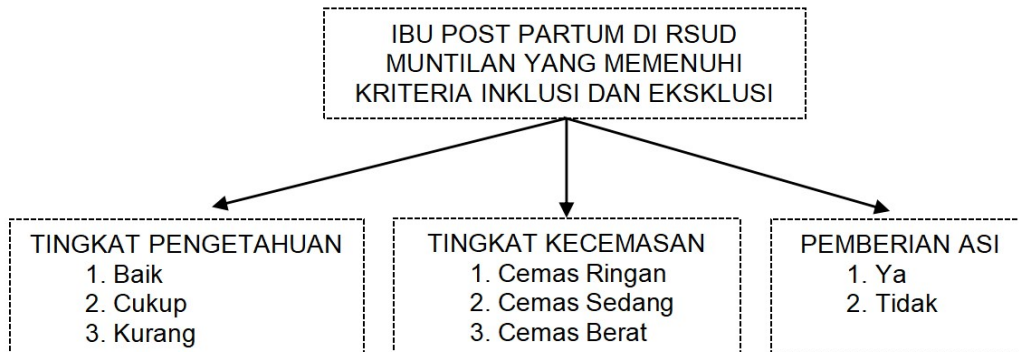 IBU POST PARTUM DI RSUD
MUNTILAN YANG MEMENUHI
KRITERIA INKLUSI DAN EKSKLUSI
TINGKAT PENGETAHUAN
1. Baik
2. Cukup
3. Kurang
TINGKAT KECEMASAN
1. Cemas Ringan
2. Cemas Sedang
3. Cemas Berat
PEMBERIAN ASI
1. Ya
2. Tidak